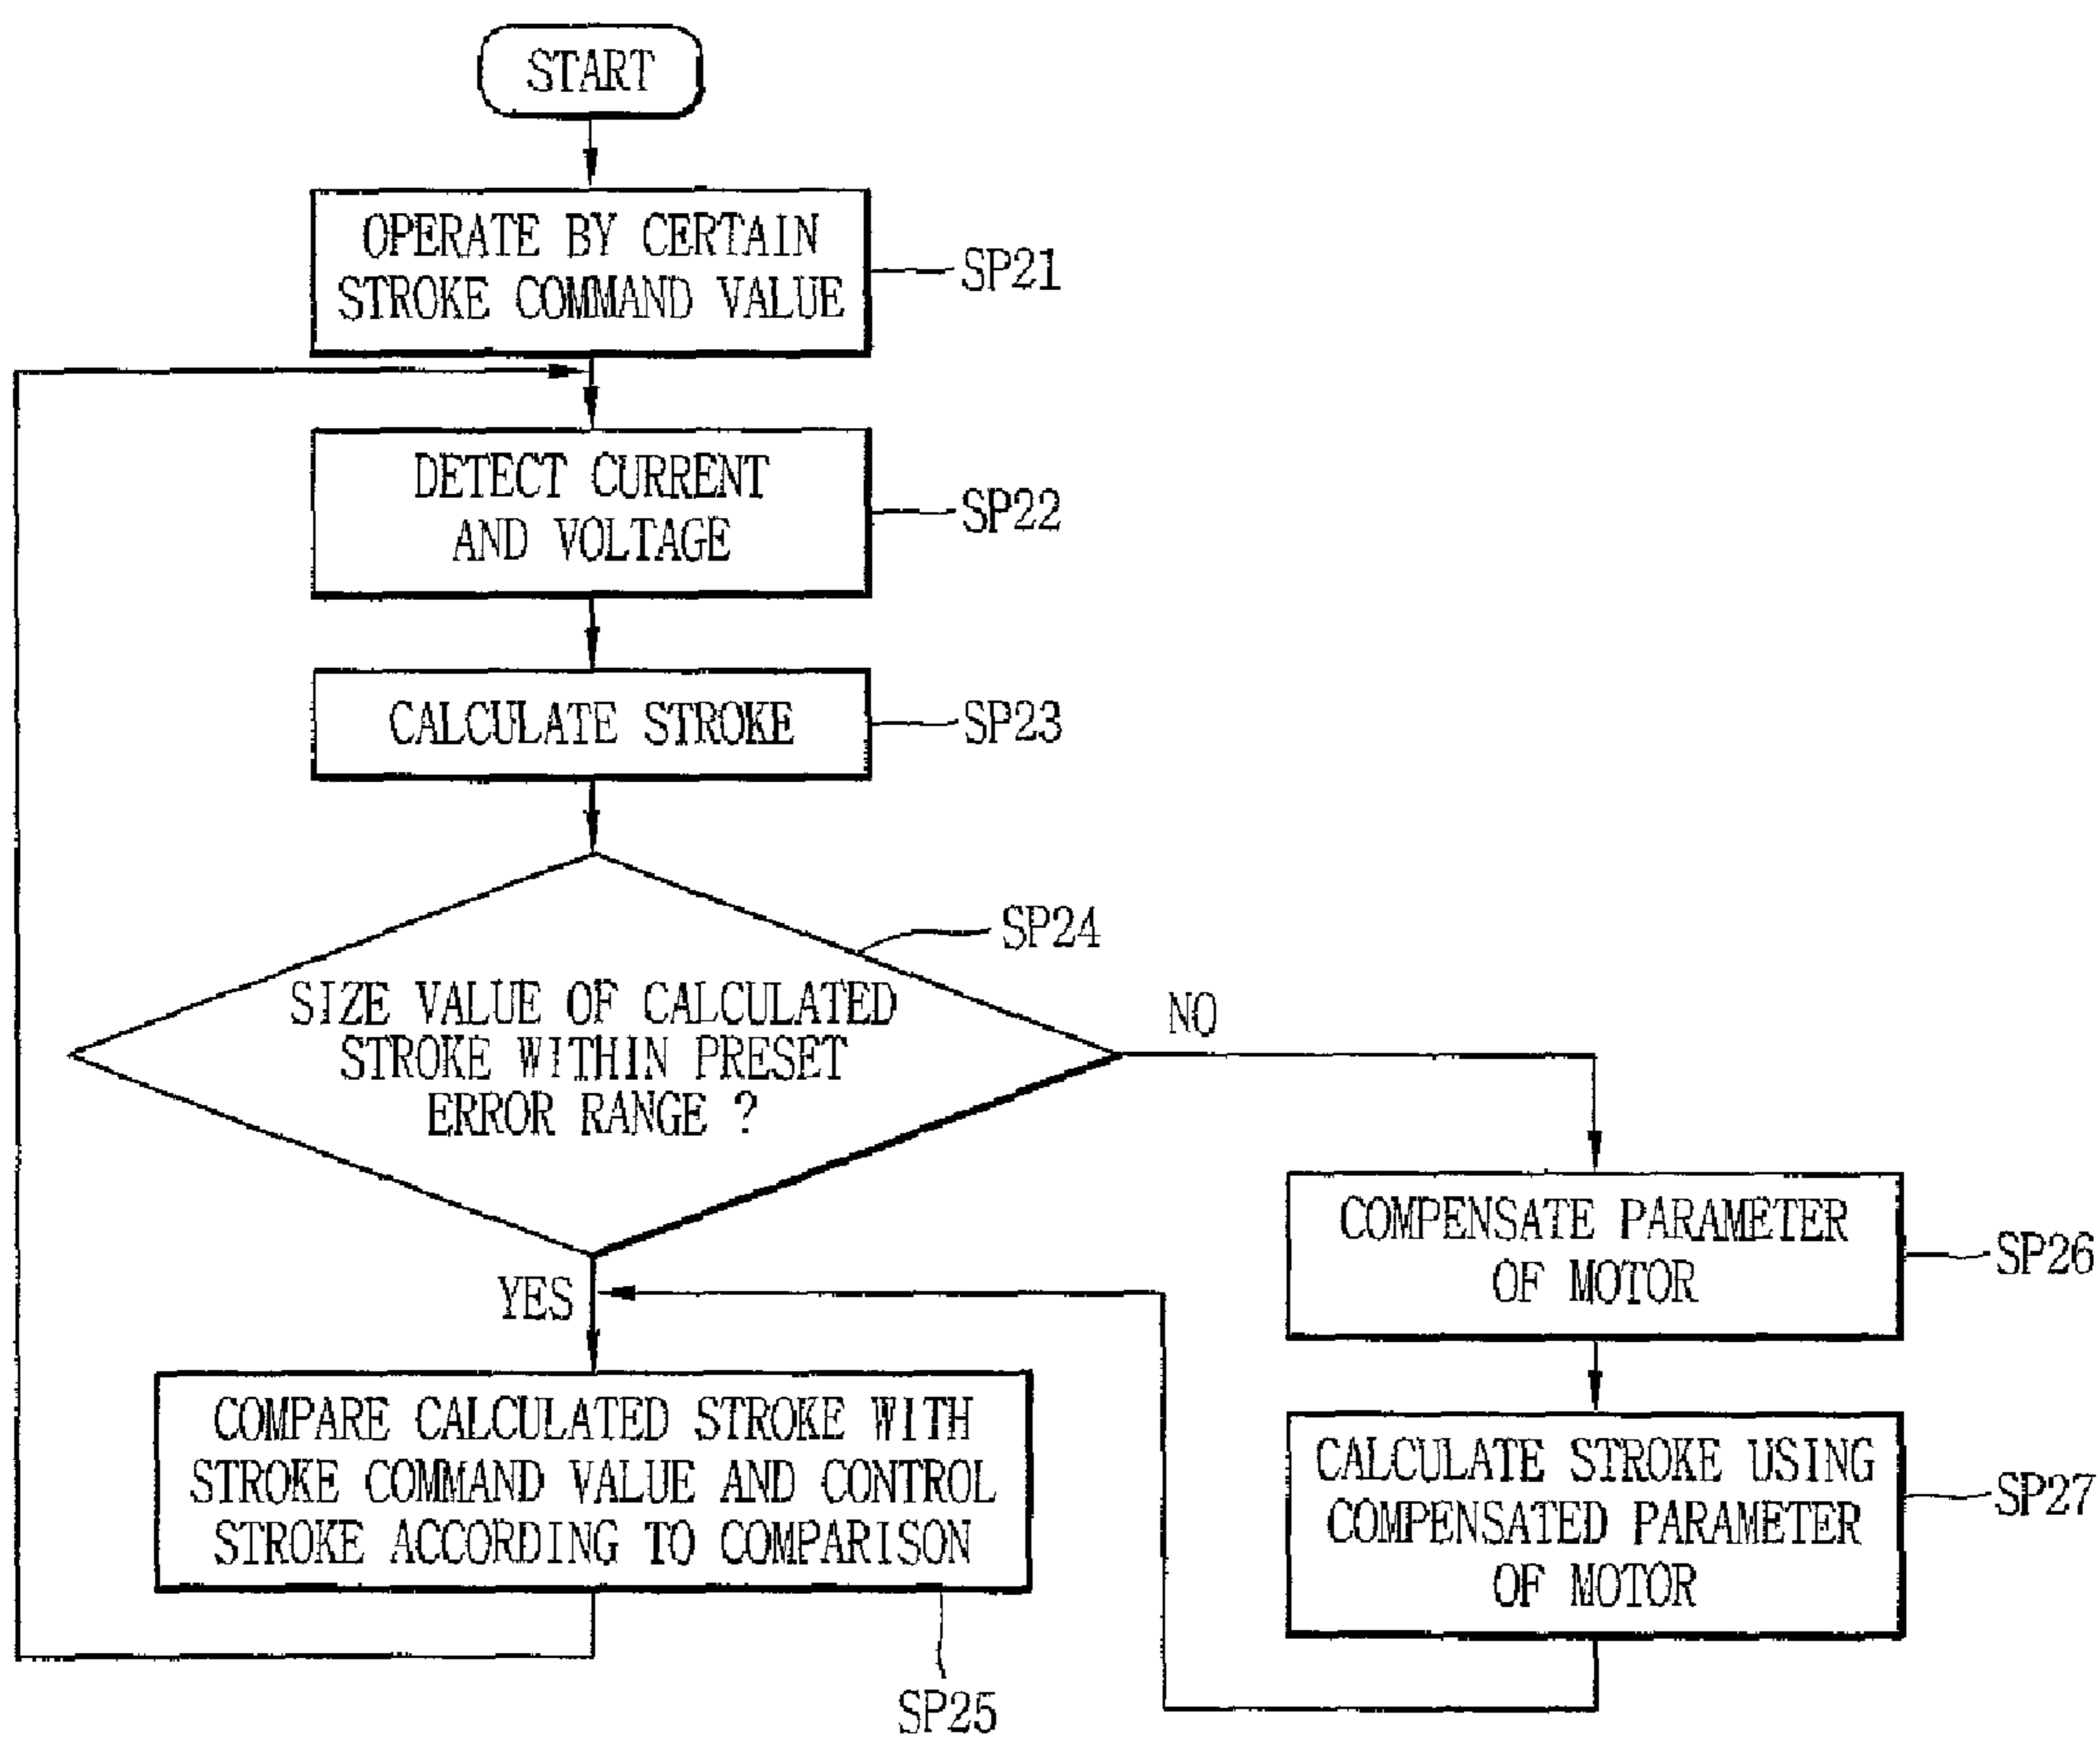 START
OPERATE BY CERTAIN
STROKE COMMAND VALUE
SP21
DETECT CURRENT
AND VOLTAGE
SP22
CALCULATE STROKE
SP23
SP24
SIZE VALUE OF CALCULATED
STROKE WITHIN PRESET
ERROR RANGE ?
NO
YES
COMPENSATE PARAMETER
OF MOTOR
SP26
COMPARE CALCULATED STROKE WITH
STROKE COMMAND VALUE AND CONTROL
STROKE ACCORDING TO COMPARISON
SP25
CALCULATE STROKE USING
COMPENSATED PARAMETER
OF MOTOR
SP27